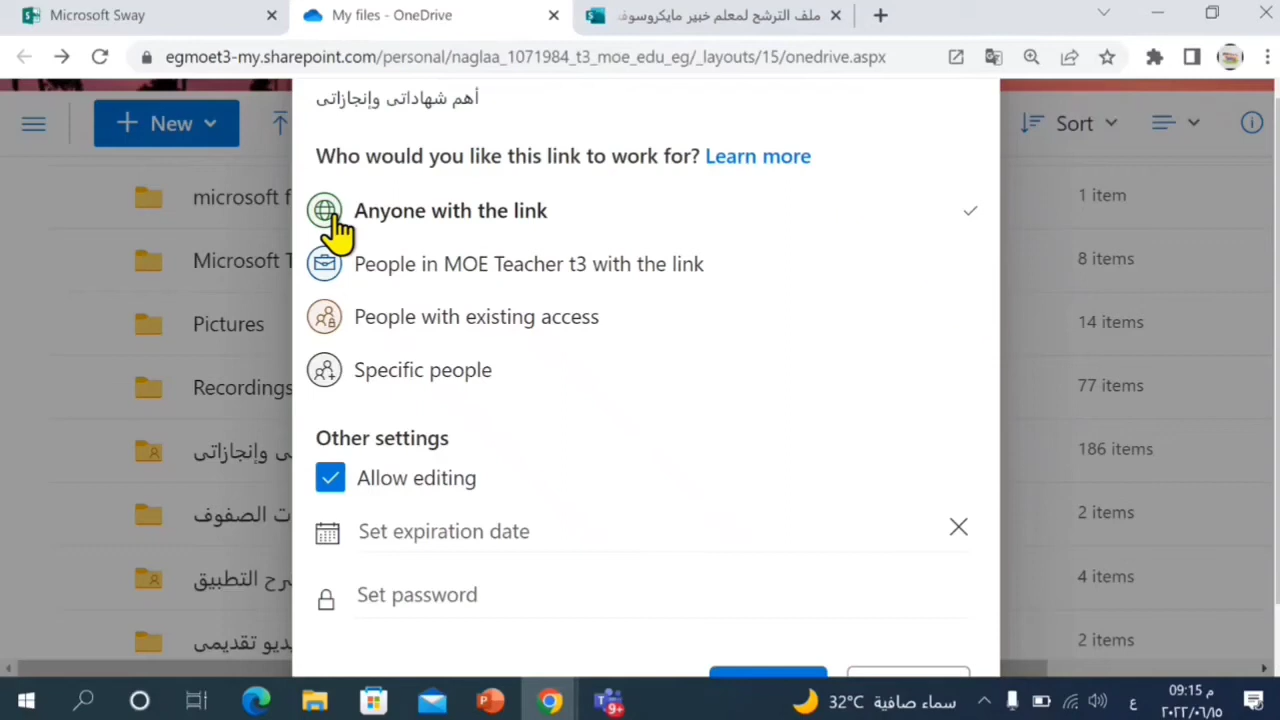 Microsoft Sway
My files - OneDrive
ملف الترشح لمعلم خبير مايكروسوف
egmoet3-my.sharepoint.com/personal/naglaa_1071984_t3_moe_edu_eg/_layouts/15/onedrive.aspx
أهم شهاداتى وإنجازاتى
New
Sort
Who would you like this link to work for? Learn more
microsoft f
1 item
Anyone with the link
Microsoft T
8 items
People in MOE Teacher t3 with the link
Pictures
14 items
People with existing access
Recordings
77 items
Specific people
Other settings
ى وإنجازاتى
186 items
Allow editing
ت الصفوف
2 items
Set expiration date
رح التطبيق
4 items
Set password
ديو تقديمى
2 items
9+
32°C سماء صافية
ع
09:15 م
٢٠٢٢/٠٦/١٥